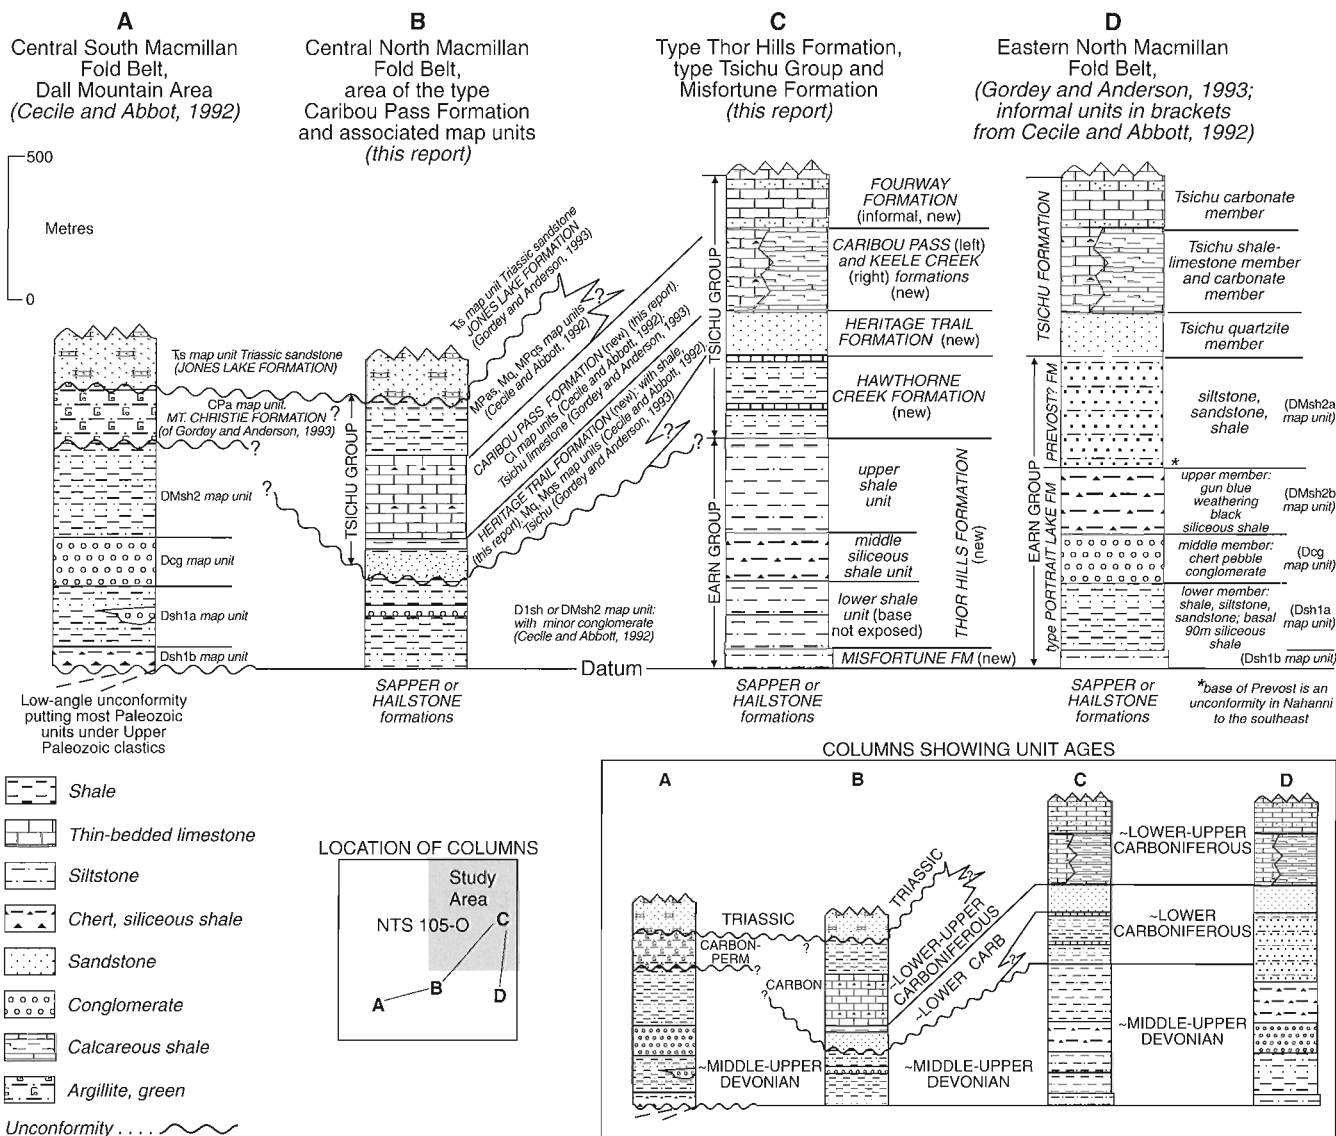 A
Central South Macmillan
Fold Belt,
Dall Mountain Area
(Cecile and Abbot, 1992)
B
Central North Macmillan
Fold Belt,
area of the type
Caribou Pass Formation
and associated map units
(this report)
C
Type Thor Hills Formation,
type Tsichu Group and
Misfortune Formation
(this report)
D
Eastern North Macmillan
Fold Belt,
(Gordey and Anderson, 1993;
informal units in brackets
from Cecile and Abbott, 1992)
500
Metres
0
Ts map unit Triassic sandstone
(JONES LAKE FORMATION)
CPa map unit.
MT. CHRISTIE FORMATION ?
(of Gordey and Anderson, 1993)
?
DMsh2 map unit
?
Dcg map unit
Dsh1a map unit
Dsh1b map unit
Low-angle unconformity
putting most Paleozoic
units under Upper
Paleozoic clastics
TSICHU GROUP
Ts map unit Triassic sandstone
JONES LAKE FORMATION
(Gordey and Anderson, 1993)
?
MPas, Mq, MPqs map units
(Cecile and Abbott, 1992)
CARIBOU PASS FORMATION (new) (this report).
Ct map units (Cecile and Abbott, 1992).
Tsichu limestone (Gordey and Anderson, 1993)
HERITAGE TRAIL FORMATION (new); with shale,
(this report), Mq, Mqs map units (Cecile and Abbott, 1992).
Tsichu (Gordey and Anderson, 1993)
?
?
D1sh or DMsh2 map unit:
with minor conglomerate
(Cecile and Abbott, 1992)
Datum
SAPPER or
HAILSTONE
formations
TSICHU GROUP
EARN GROUP
FOURWAY
FORMATION
(informal, new)
CARIBOU PASS (left)
and KEELE CREEK
(right) formations
(new)
HERITAGE TRAIL
FORMATION (new)
HAWTHORNE
CREEK FORMATION
(new)
upper
shale
unit
middle
siliceous
shale unit
lower shale
unit (base
not exposed)
THOR HILLS FORMATION
(new)
MISFORTUNE FM (new)
SAPPER or
HAILSTONE
formations
TSICHU FORMATION
EARN GROUP
PREVOST? FM
type PORTRAIT LAKE FM
Tsichu carbonate
member
Tsichu shale-
limestone member
and carbonate
member
Tsichu quartzite
member
siltstone,
sandstone,
shale
(DMsh2a
map unit)
*
upper member:
gun blue
weathering
black
siliceous shale
(DMsh2b
map unit)
middle member:
chert pebble
conglomerate
(Dcg
map unit)
lower member:
shale, siltstone,
sandstone; basal
90m siliceous
shale
(Dsh1a
map unit)
(Dsh1b map unit)
SAPPER or
HAILSTONE
formations
*base of Prevost is an
unconformity in Nahanni
to the southeast
Shale
Thin-bedded limestone
Siltstone
Chert, siliceous shale
Sandstone
Conglomerate
Calcareous shale
Argillite, green
Unconformity . . . .
LOCATION OF COLUMNS
Study
Area
NTS 105-O
C
B
A
D
COLUMNS SHOWING UNIT AGES
A
B
C
D
TRIASSIC
CARBON-
PERM
?
?
?
CARBON
~MIDDLE-UPPER
DEVONIAN
TRIASSIC
?
~LOWER-UPPER
CARBONIFEROUS
~LOWER CARB
?
~MIDDLE-UPPER
DEVONIAN
~LOWER-UPPER
CARBONIFEROUS
~LOWER
CARBONIFEROUS
~MIDDLE-UPPER
DEVONIAN